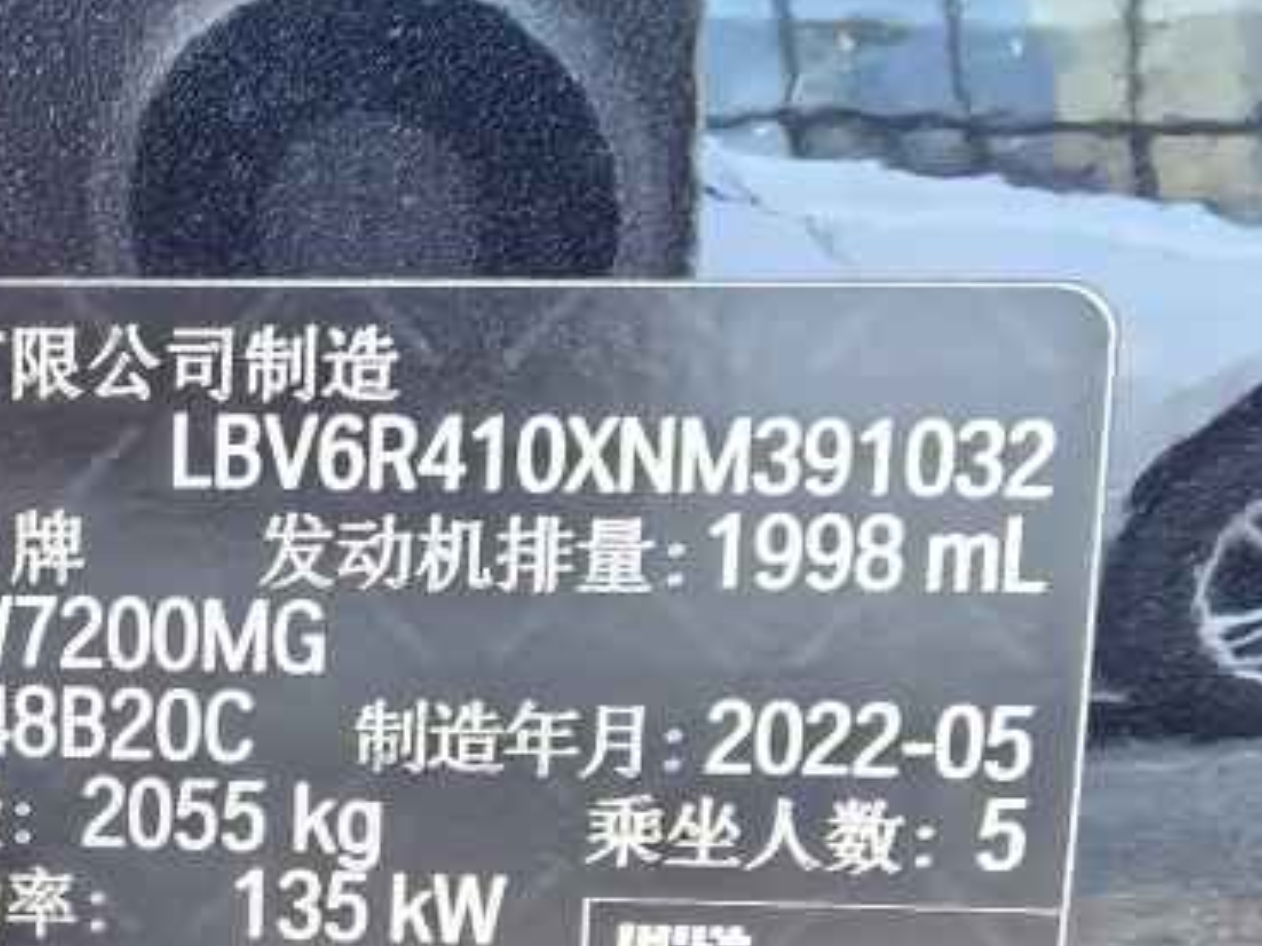 限公司制造
LBV6R410XNM391032
牌 发动机排量: 1998 mL
7200MG
48B20C 制造年月: 2022-05
: 2055 kg 乘坐人数: 5
率: 135 kW